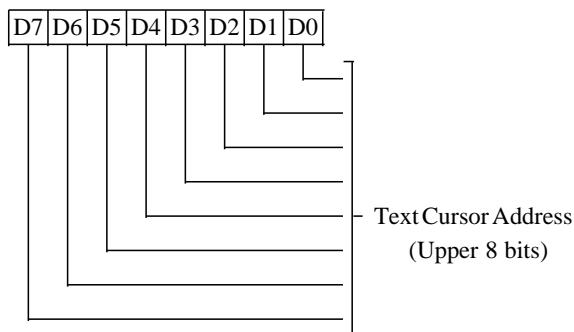 D7 D6 D5 D4 D3 D2 D1 D0
Text Cursor Address
(Upper 8 bits)